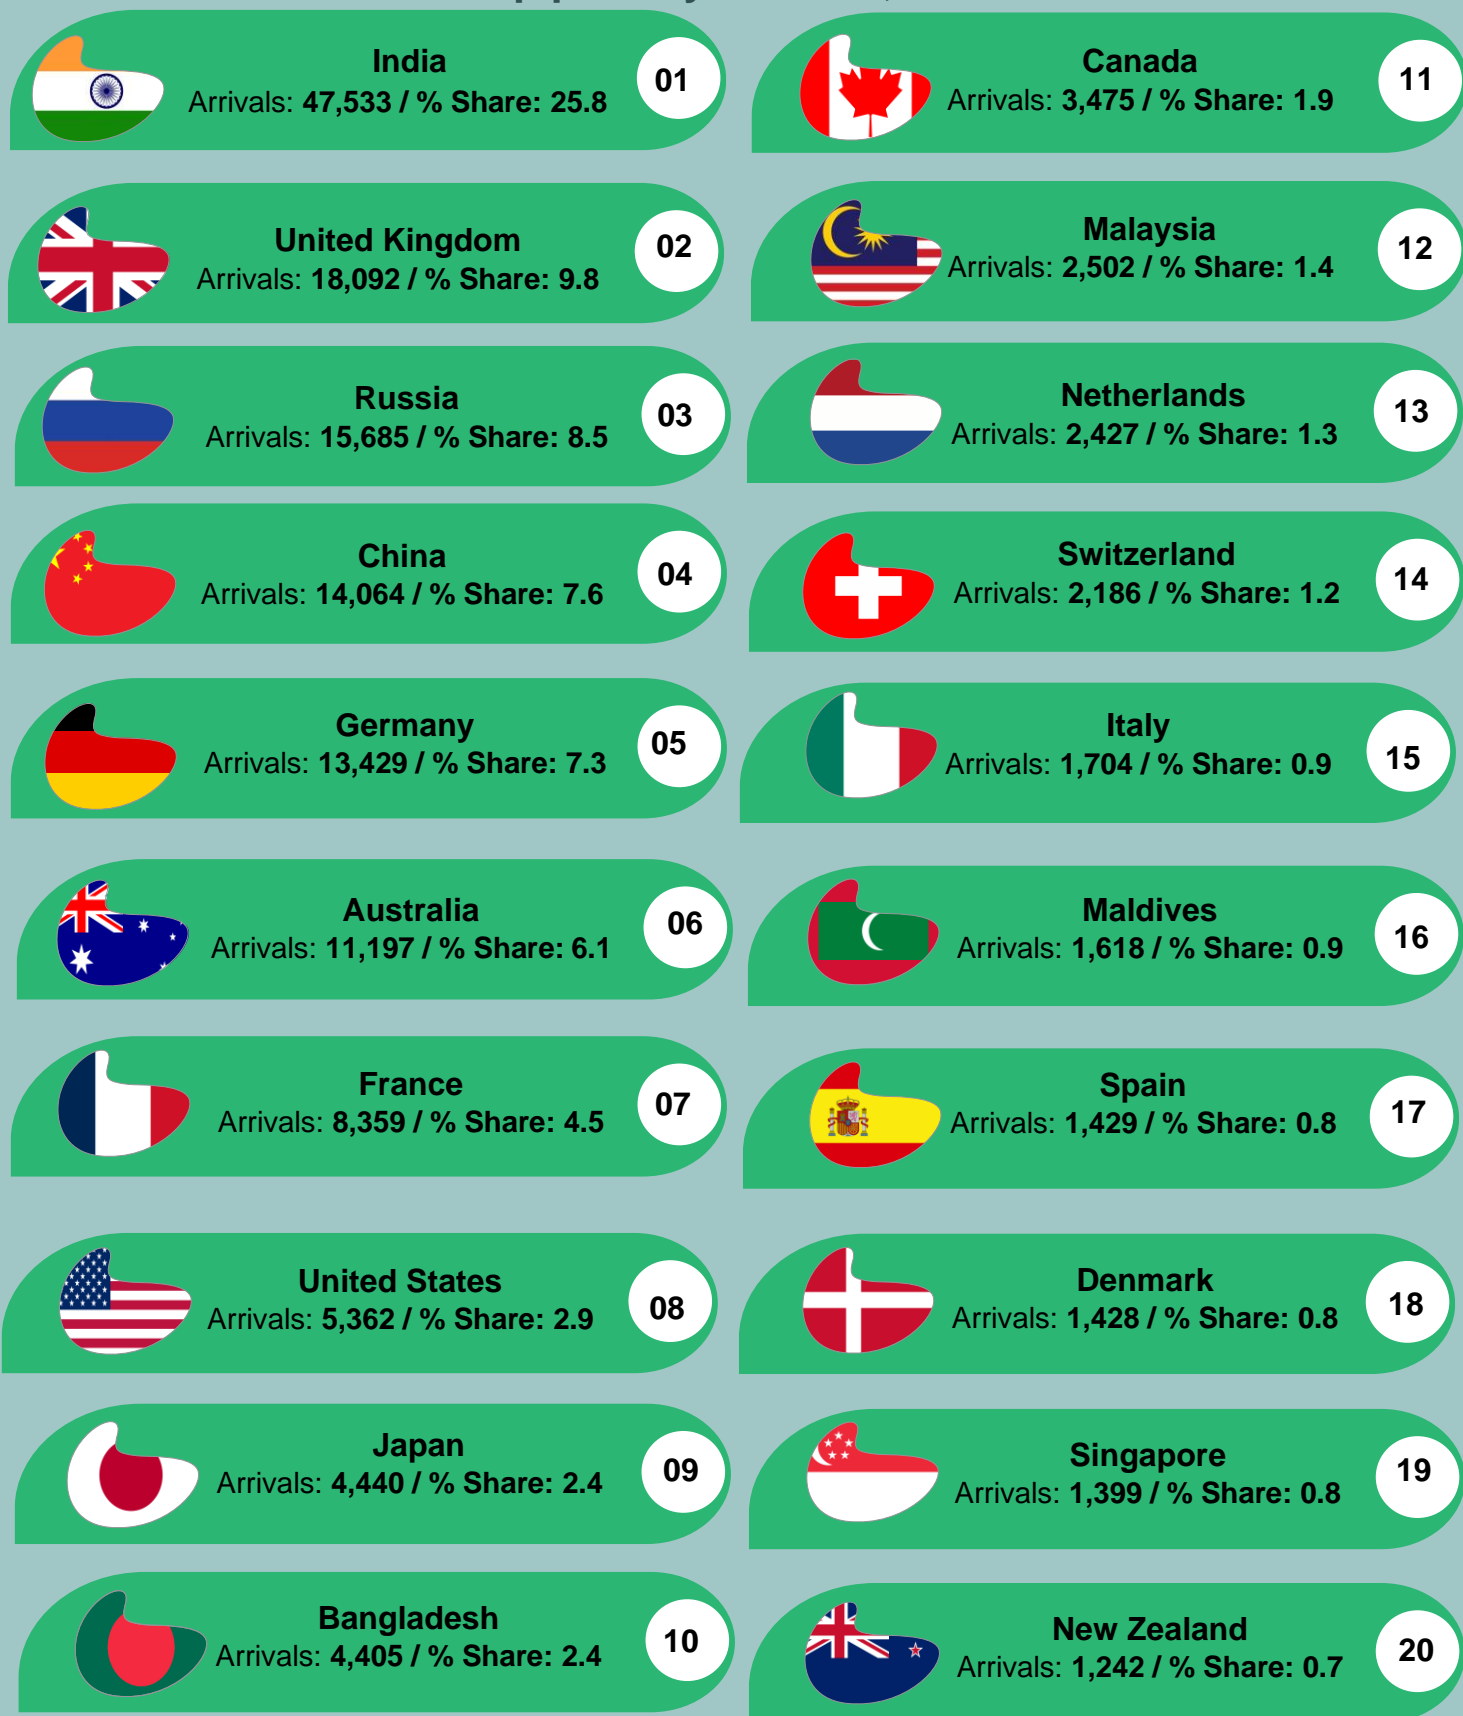 India
Arrivals: 47,533 / % Share: 25.8
01
United Kingdom
Arrivals: 18,092 / % Share: 9.8
02
Russia
Arrivals: 15,685 / % Share: 8.5
03
China
Arrivals: 14,064 / % Share: 7.6
04
Germany
Arrivals: 13,429 / % Share: 7.3
05
Australia
Arrivals: 11,197 / % Share: 6.1
06
France
Arrivals: 8,359 / % Share: 4.5
07
United States
Arrivals: 5,362 / % Share: 2.9
08
Japan
Arrivals: 4,440 / % Share: 2.4
09
Bangladesh
Arrivals: 4,405 / % Share: 2.4
10
Canada
Arrivals: 3,475 / % Share: 1.9
11
Malaysia
Arrivals: 2,502 / % Share: 1.4
12
Netherlands
Arrivals: 2,427 / % Share: 1.3
13
Switzerland
Arrivals: 2,186 / % Share: 1.2
14
Italy
Arrivals: 1,704 / % Share: 0.9
15
Maldives
Arrivals: 1,618 / % Share: 0.9
16
Spain
Arrivals: 1,429 / % Share: 0.8
17
Denmark
Arrivals: 1,428 / % Share: 0.8
18
Singapore
Arrivals: 1,399 / % Share: 0.8
19
New Zealand
Arrivals: 1,242 / % Share: 0.7
20